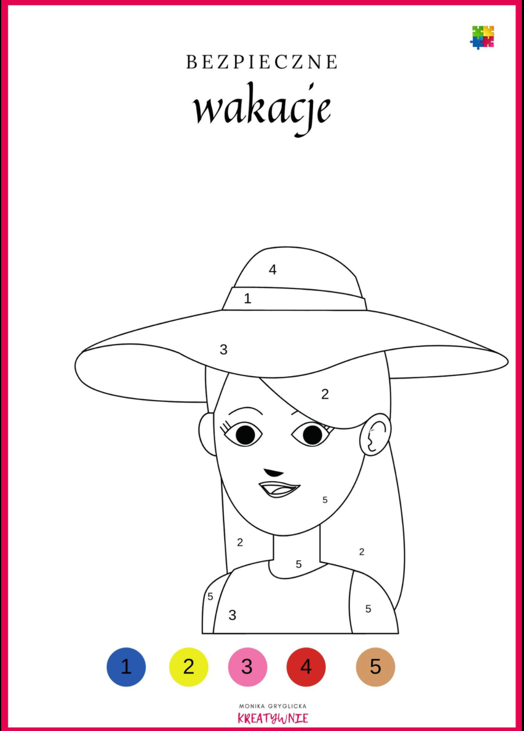 BEZPIECZNE
wakacje
4
1
3
2
5
2
2
5
5
5
3
1 2 3 4 5
MONIKA GRYGLICKA
KREATYWNIE